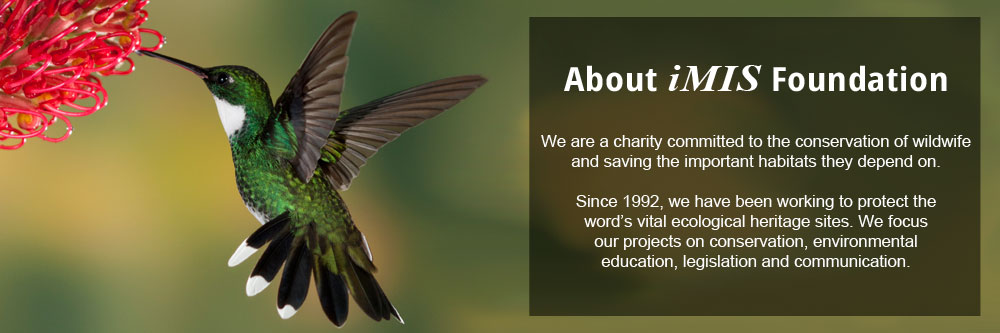 About iMIS Foundation
We are a charity committed to the conservation of wildwife
and saving the important habitats they depend on.
Since 1992, we have been working to protect the
word's vital ecological heritage sites. We focus
our projects on conservation, environmental
education, legislation and communication.